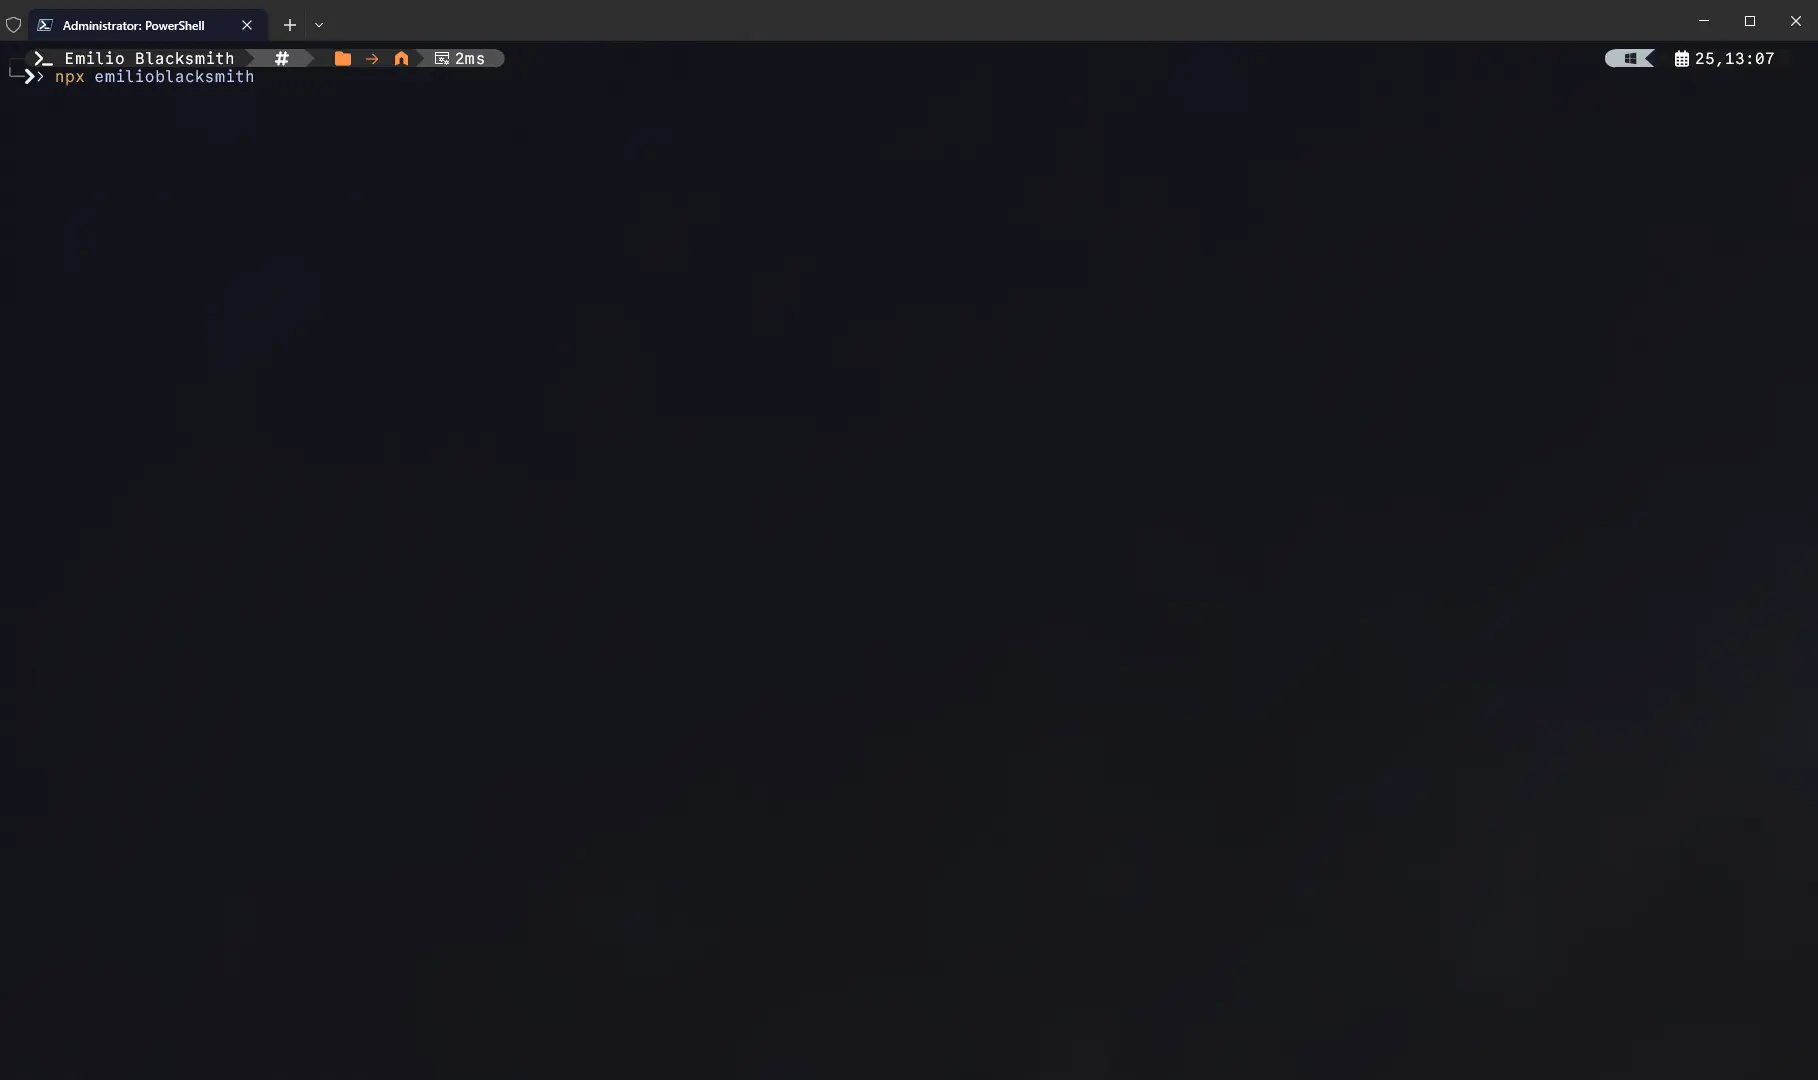 Administrator: PowerShell
Emilio Blacksmith # 2ms 25,13:07
npx emilioblacksmith